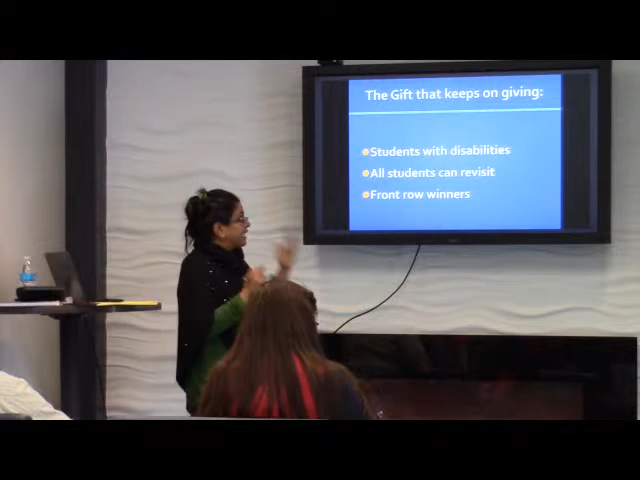 The Gift that keeps on giving:
Students with disabilities
All students can revisit
Front row winners